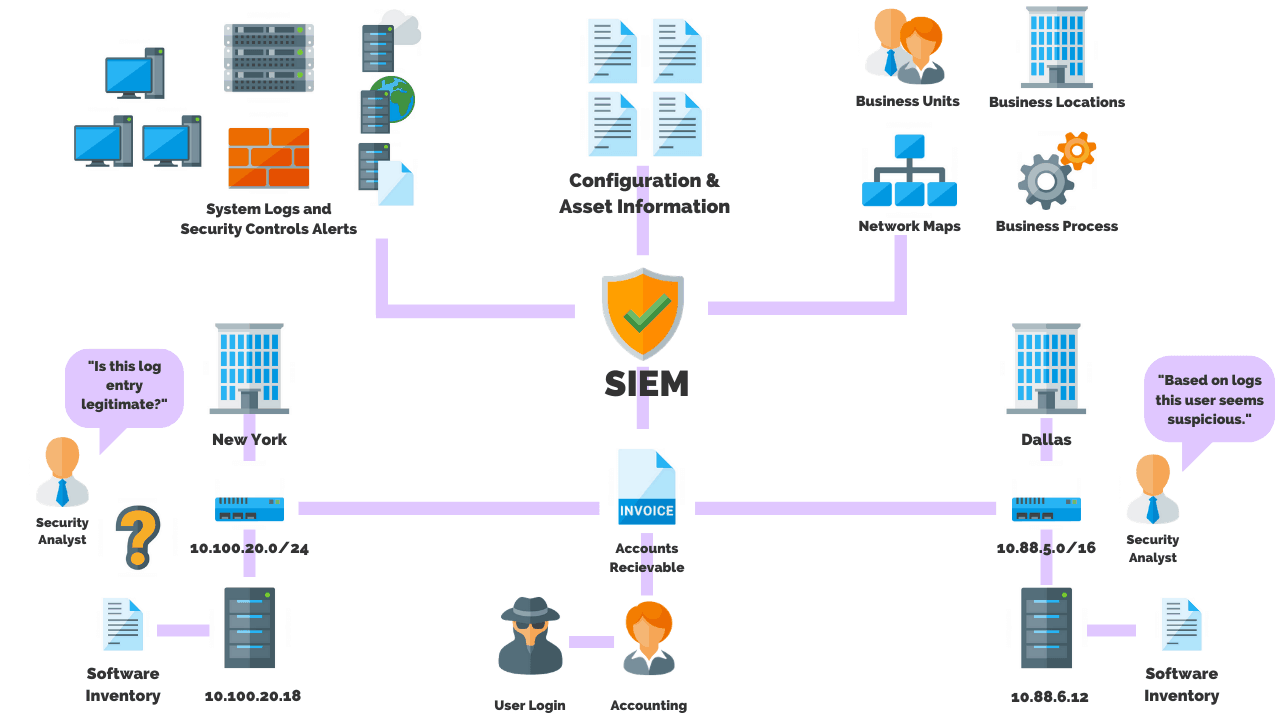 Business Units
Business Locations
System Logs and
Security Controls Alerts
Configuration &
Asset Information
Network Maps
Business Process
SIEM
"Is this log
entry
legitimate?"
"Based on logs
this user seems
suspicious."
New York
Dallas
Security
Analyst
INVOICE
Security
Analyst
10.100.20.0/24
Accounts
Recievable
10.88.5.0/16
Software
Inventory
10.100.20.18
User Login
Accounting
10.88.6.12
Software
Inventory